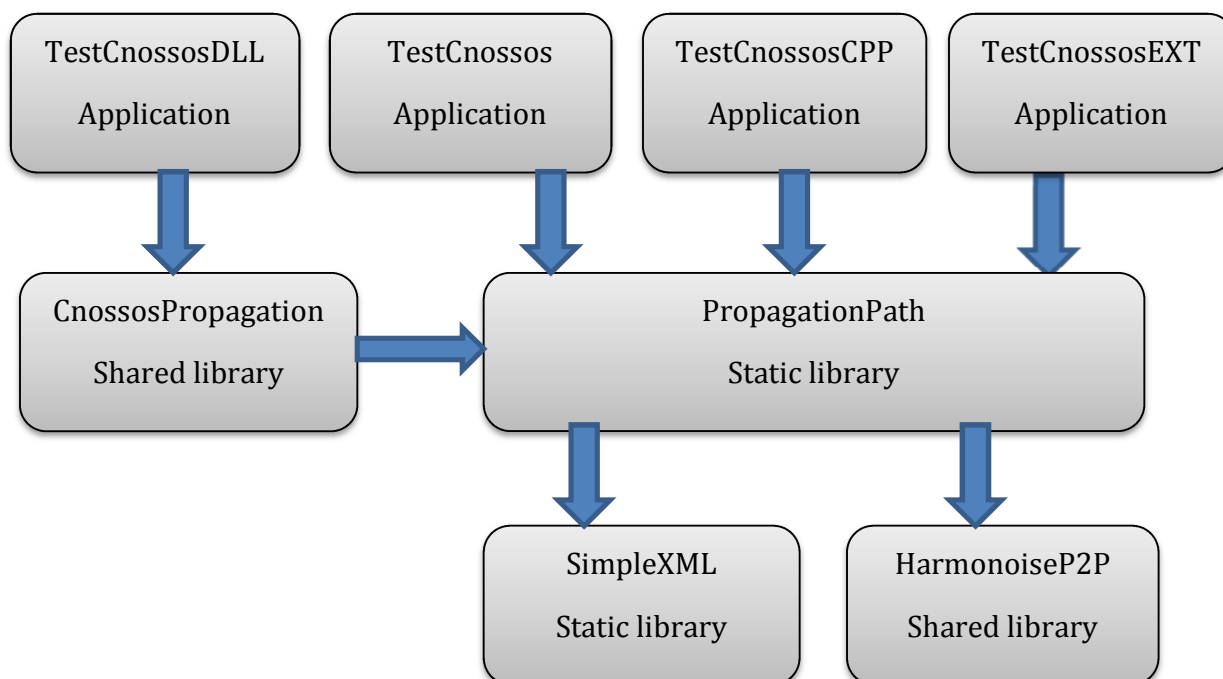 TestCnossosDLL
Application
TestCnossos
Application
TestCnossosCPP
Application
TestCnossosEXT
Application
CnossosPropagation
Shared library
PropagationPath
Static library
SimpleXML
Static library
HarmonoiseP2P
Shared library